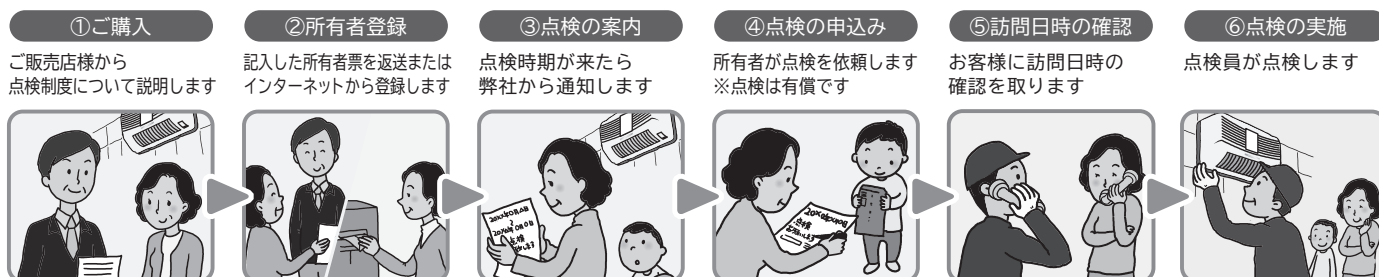 ①ご購入
ご販売店様から
点検制度について説明します
②所有者登録
記入した所有者票を返送または
インターネットから登録します
③点検の案内
点検時期が来たら
弊社から通知します
④点検の申込み
所有者が点検を依頼します
※点検は有償です
⑤訪問日時の確認
お客様に訪問日時の
確認を取ります
⑥点検の実施
点検員が点検します
点検
点検